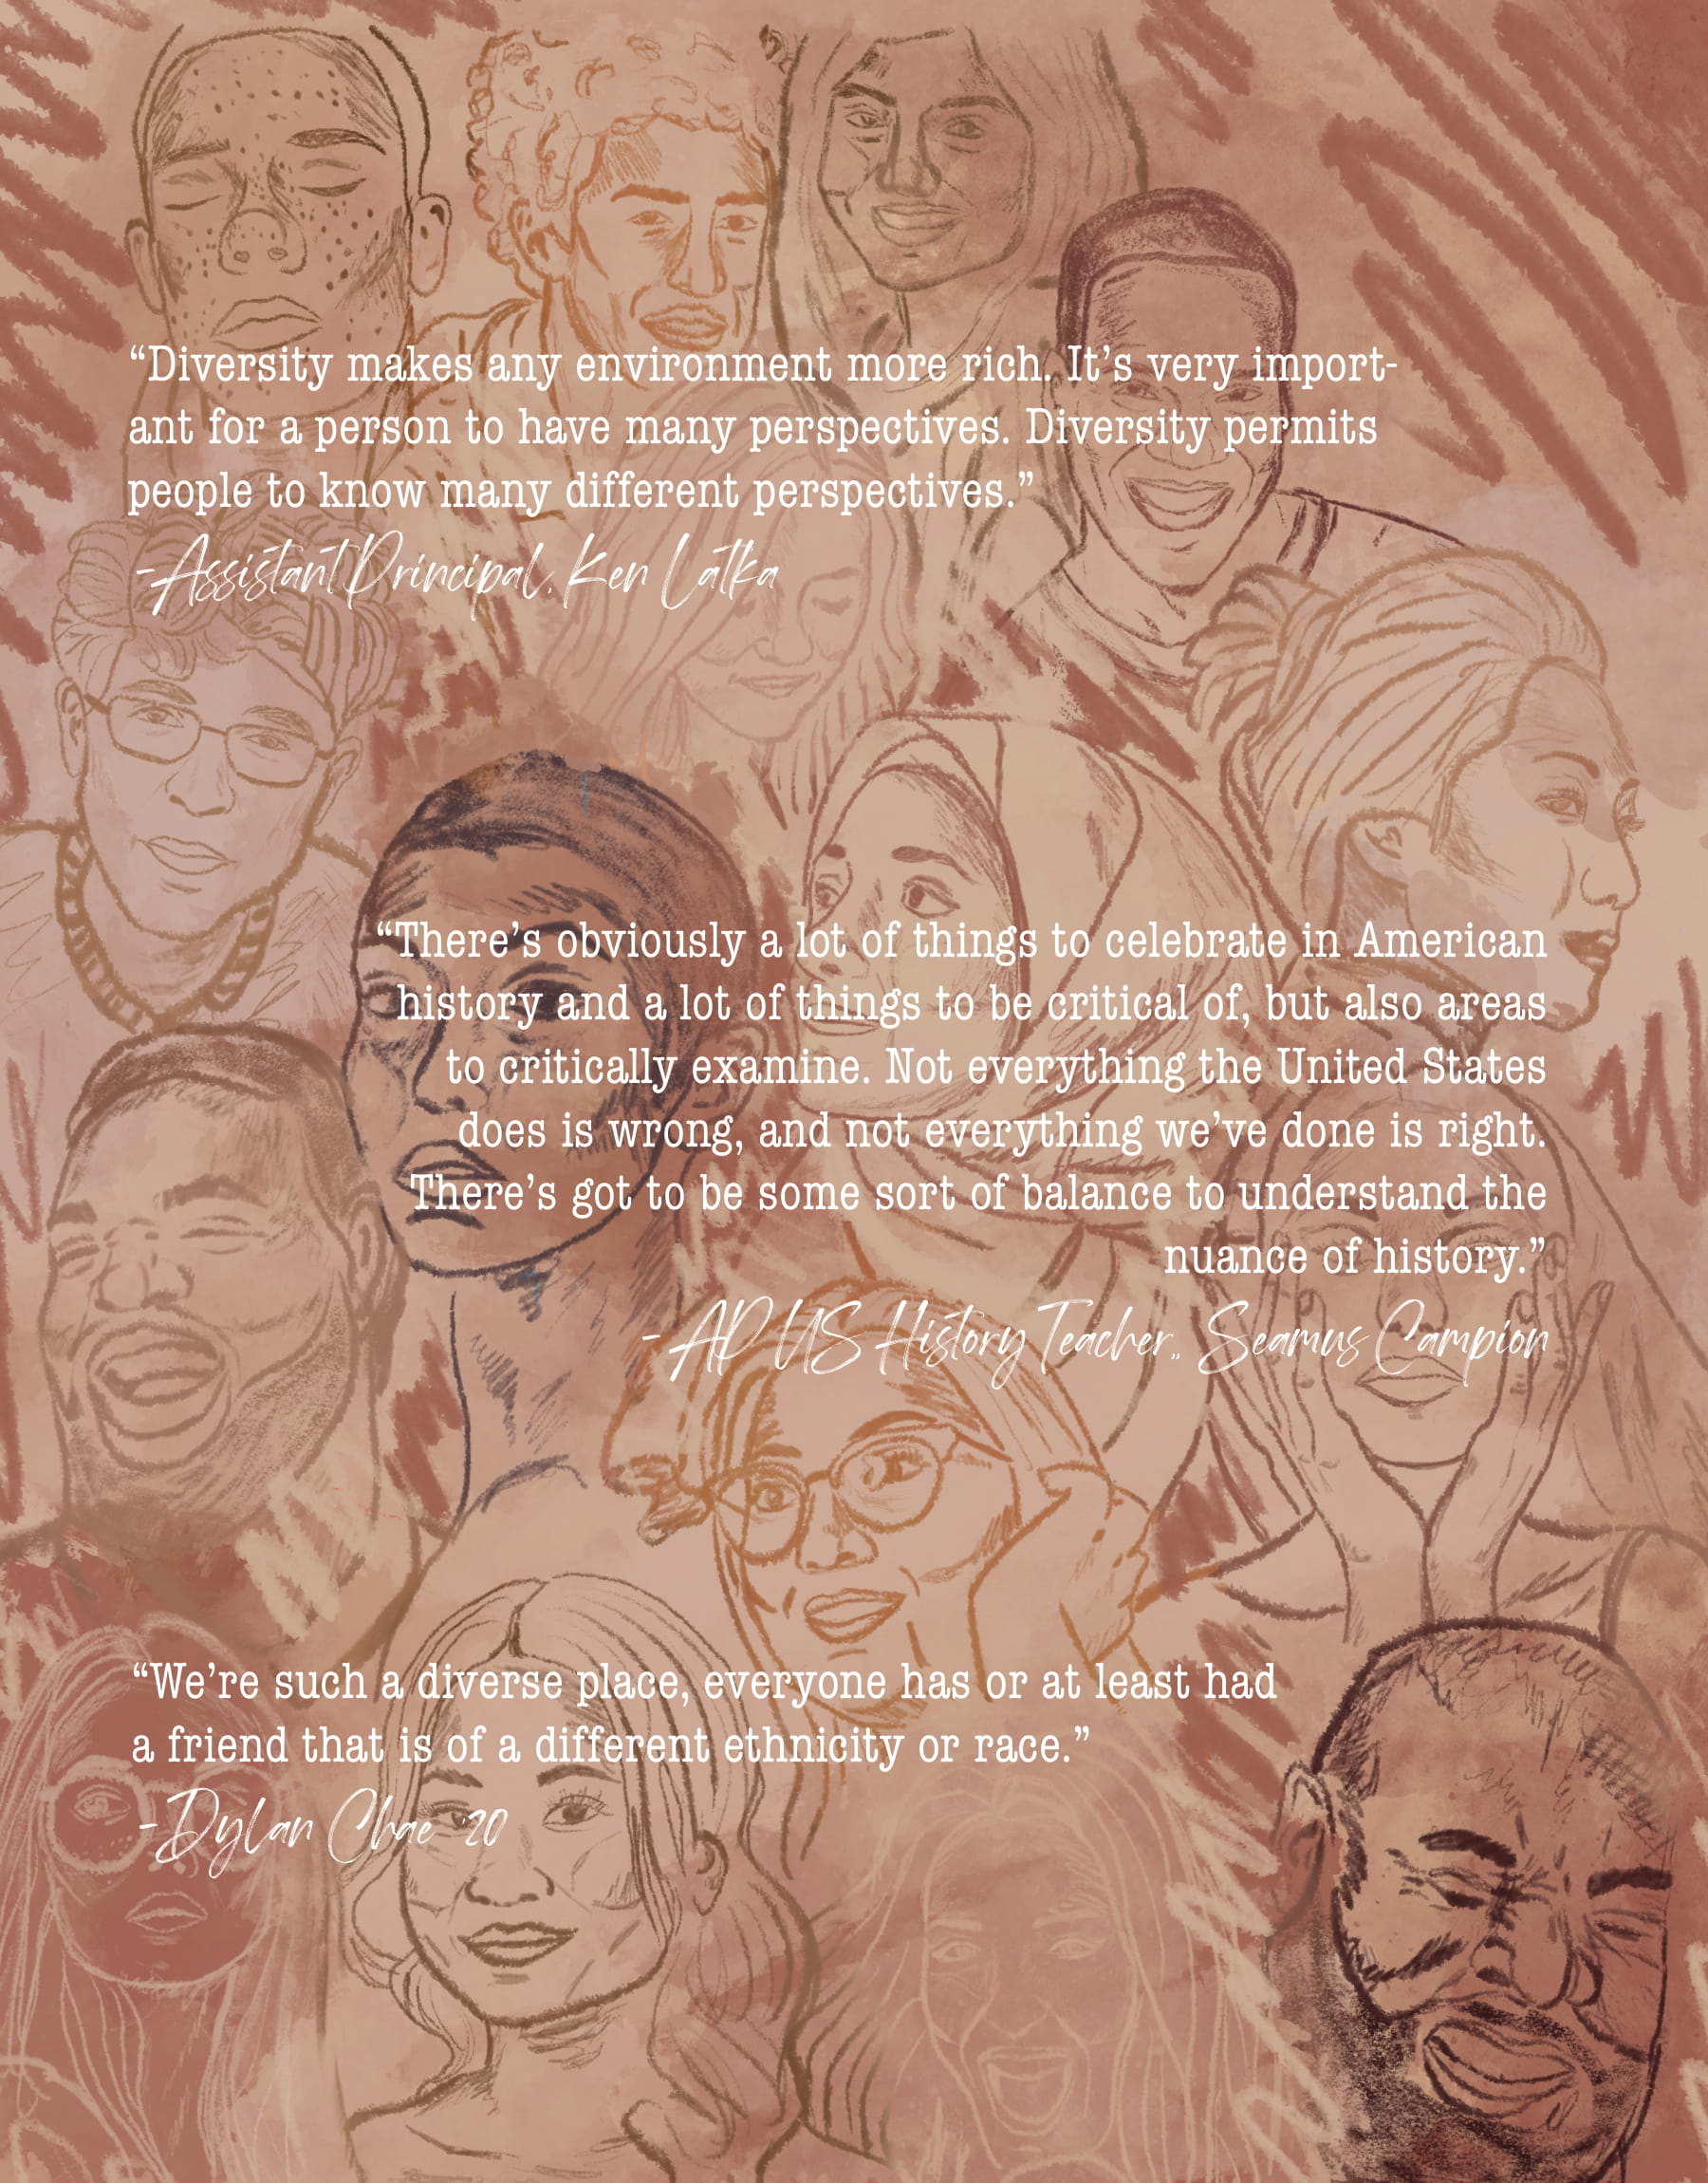 “Diversity makes any environment more rich. It’s very import-
ant for a person to have many perspectives. Diversity permits
people to know many different perspectives.”
-Assistant Principal, Ken Latka
“There’s obviously a lot of things to celebrate in American
history and a lot of things to be critical of, but also areas
to critically examine. Not everything the United States
does is wrong, and not everything we’ve done is right.
There’s got to be some sort of balance to understand the
nuance of history.”
- AP US History Teacher,, Seamus Campion
“We’re such a diverse place, everyone has or at least had
a friend that is of a different ethnicity or race.”
-Dylan Chae ’20